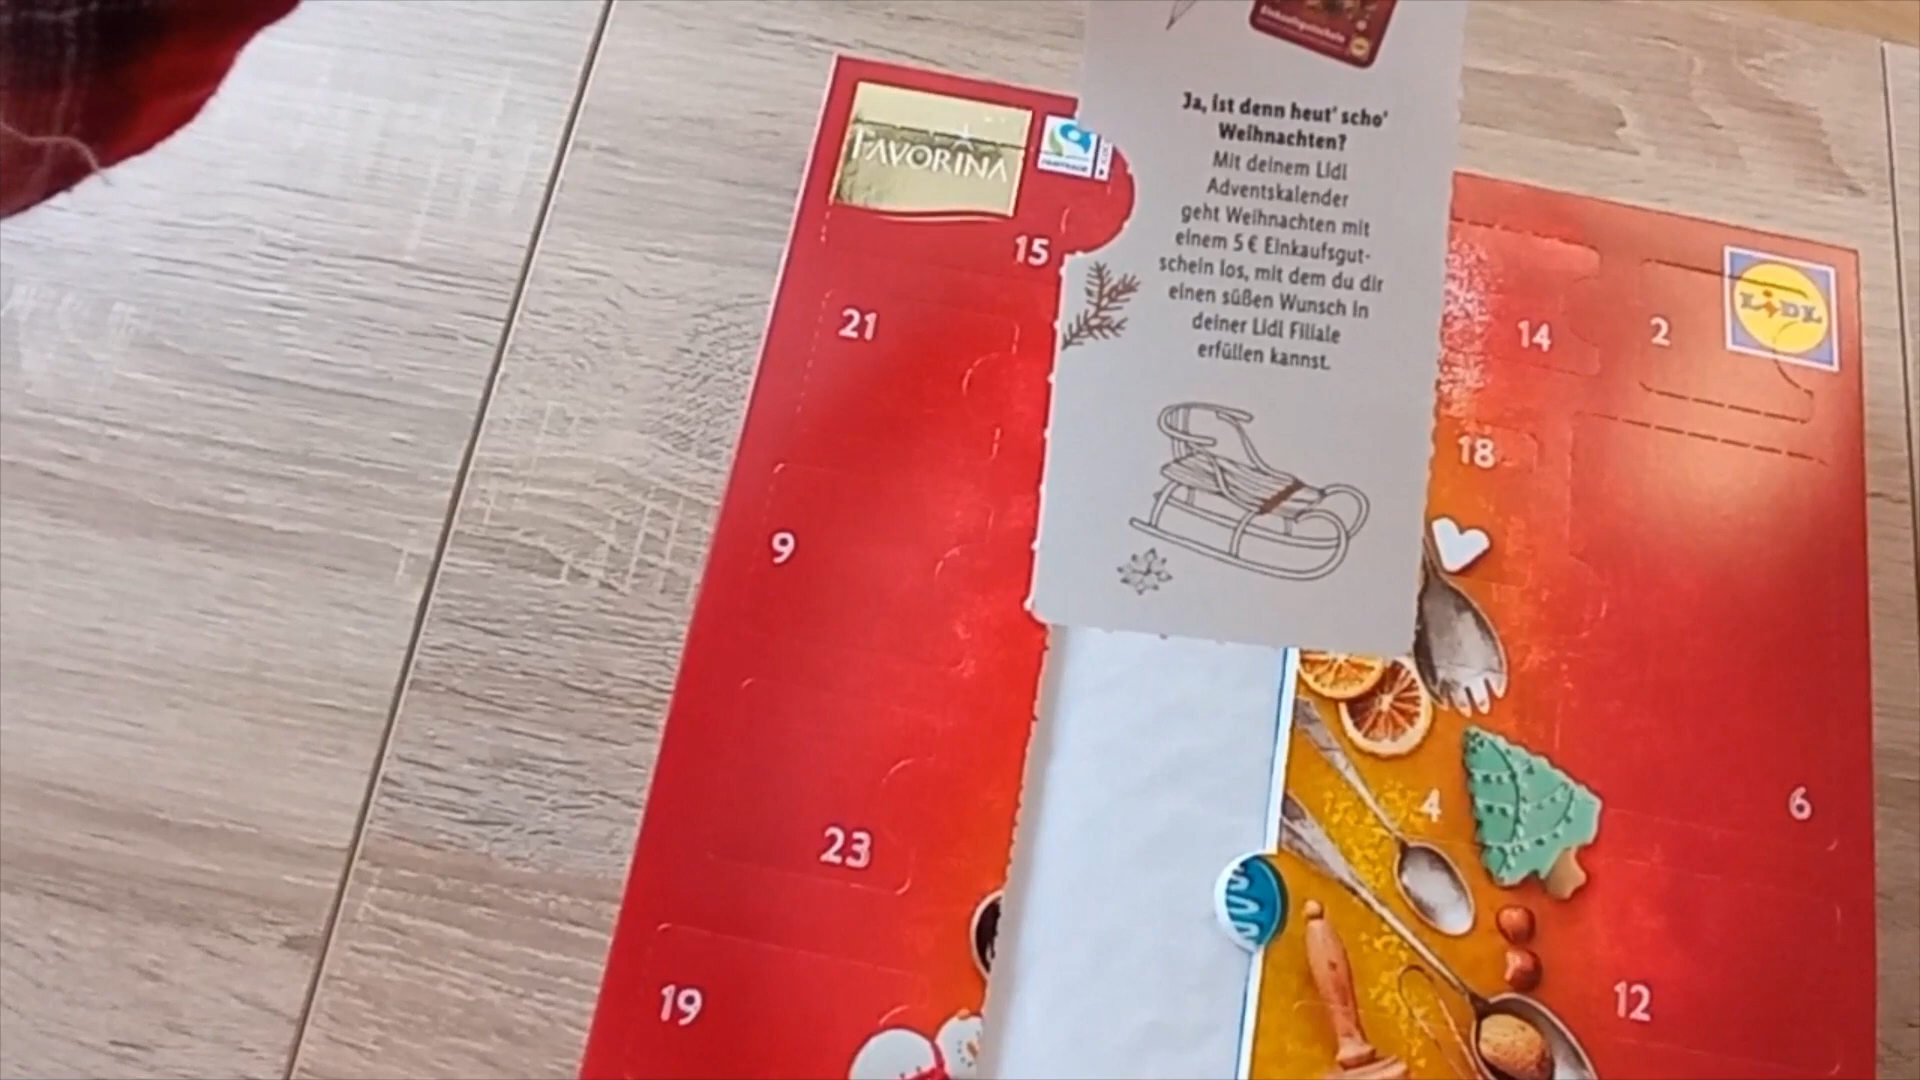 Einkaufsgutschein
Ja, ist denn heut' scho'
Weihnachten?
Mit deinem Lidl
Adventskalender
geht Weihnachten mit
einem 5 € Einkaufsgut-
schein los, mit dem du dir
einen süßen Wunsch in
deiner Lidl Filiale
erfüllen kannst.
FAVORINA
FAIRTRADE
LIDL
15
21
14
2
18
9
4
6
23
19
12